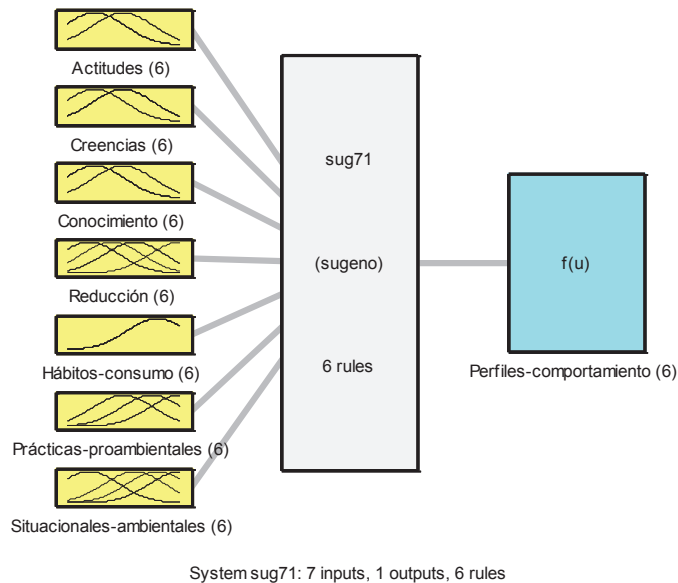 Actitudes (6)
Creencias (6)
Conocimiento (6)
Reducción (6)
Hábitos-consumo (6)
Prácticas-proambientales (6)
Situacionales-ambientales (6)
sug71
(sugeno)
6 rules
f(u)
Perfiles-comportamiento (6)
System sug71: 7 inputs, 1 outputs, 6 rules